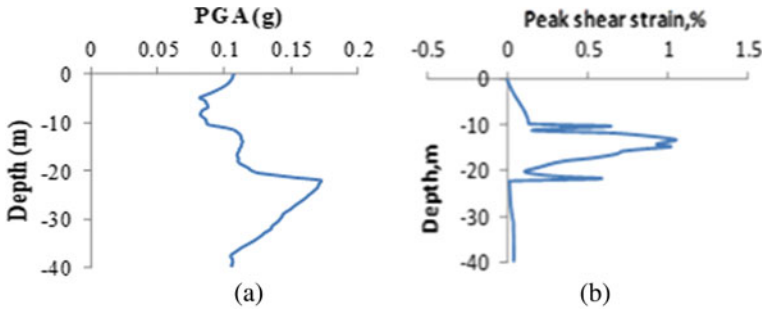 PGA (g)
0 0.05 0.1 0.15 0.2
0
-10
-20
-30
-40
Depth (m)
(a)
Peak shear strain,%
-0.5 0 0.5 1 1.5
0
-10
-20
-30
-40
Depth,m
(b)